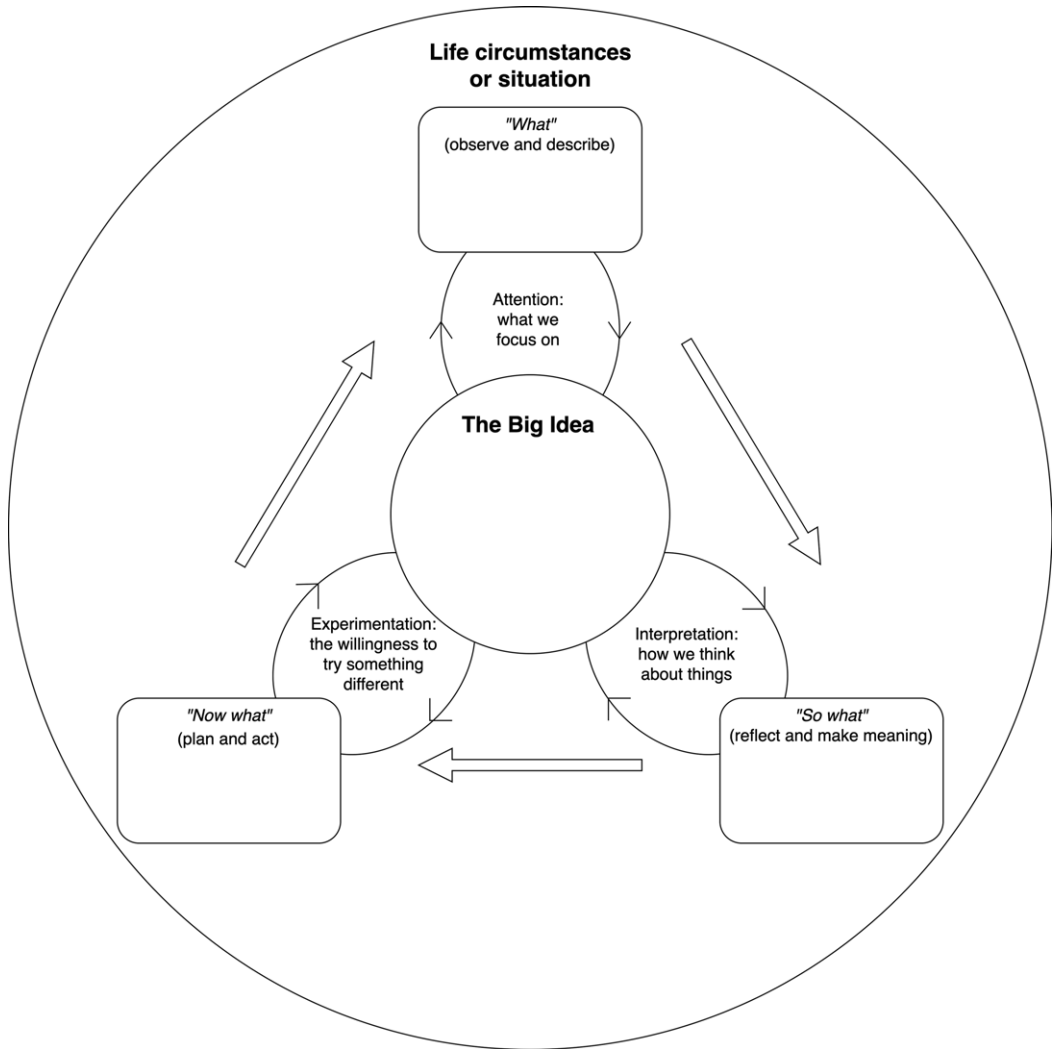 Life circumstances
or situation
"What"
(observe and describe)
Attention:
what we
focus on
The Big Idea
Experimentation:
the willingness to
try something
different
Interpretation:
how we think
about things
"Now what"
(plan and act)
"So what"
(reflect and make meaning)